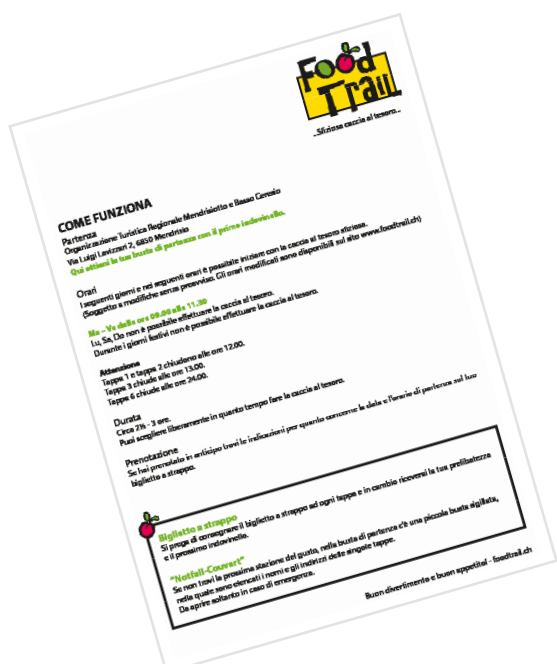 Food
Trail
...Sfiziosa caccia al tesoro...
COME FUNZIONA
Partenza
Organizzazione Turistica Regionale Mendrisiotto e Basso Ceresio
Via Luigi Lavizzari 2, 6850 Mendrisio
Qui ottieni la tua busta di partenza con il primo indovinello.
Orari
I seguenti giorni e nei seguenti orari è possibile iniziare con la caccia al tesoro sfiziosa.
(Soggetto a modifiche senza preavviso. Gli orari modificati sono disponibili sul sito www.foodtrail.ch)
Ma – Ve dalle ore 09.00 alle 11.30
Lu, Sa, Do non è possibile effettuare la caccia al tesoro.
Durante i giorni festivi non è possibile effettuare la caccia al tesoro.
Attenzione
Tappa 1 e tappa 2 chiudono alle ore 12.00.
Tappa 3 chiude alle ore 13.00.
Tappa 6 chiude alle ore 24.00.
Durata
Circa 2½ - 3 ore.
Puoi scegliere liberamente in quanto tempo fare la caccia al tesoro.
Prenotazione
Se hai prenotato in anticipo trovi le indicazioni per quanto concerne la data e l'orario di partenza sul tuo
biglietto a strappo.
Biglietto a strappo
Si prega di consegnare il biglietto a strappo ad ogni tappa e in cambio riceverai la tua prelibatezza
e il prossimo indovinello.
"Notfall-Couvert"
Se non trovi la prossima stazione del gusto, nella busta di partenza c'è una piccola busta sigillata,
nella quale sono elencati i nomi e gli indirizzi delle singole tappe.
Da aprire soltanto in caso di emergenza.
Buon divertimento e buon appetito! - foodtrail.ch